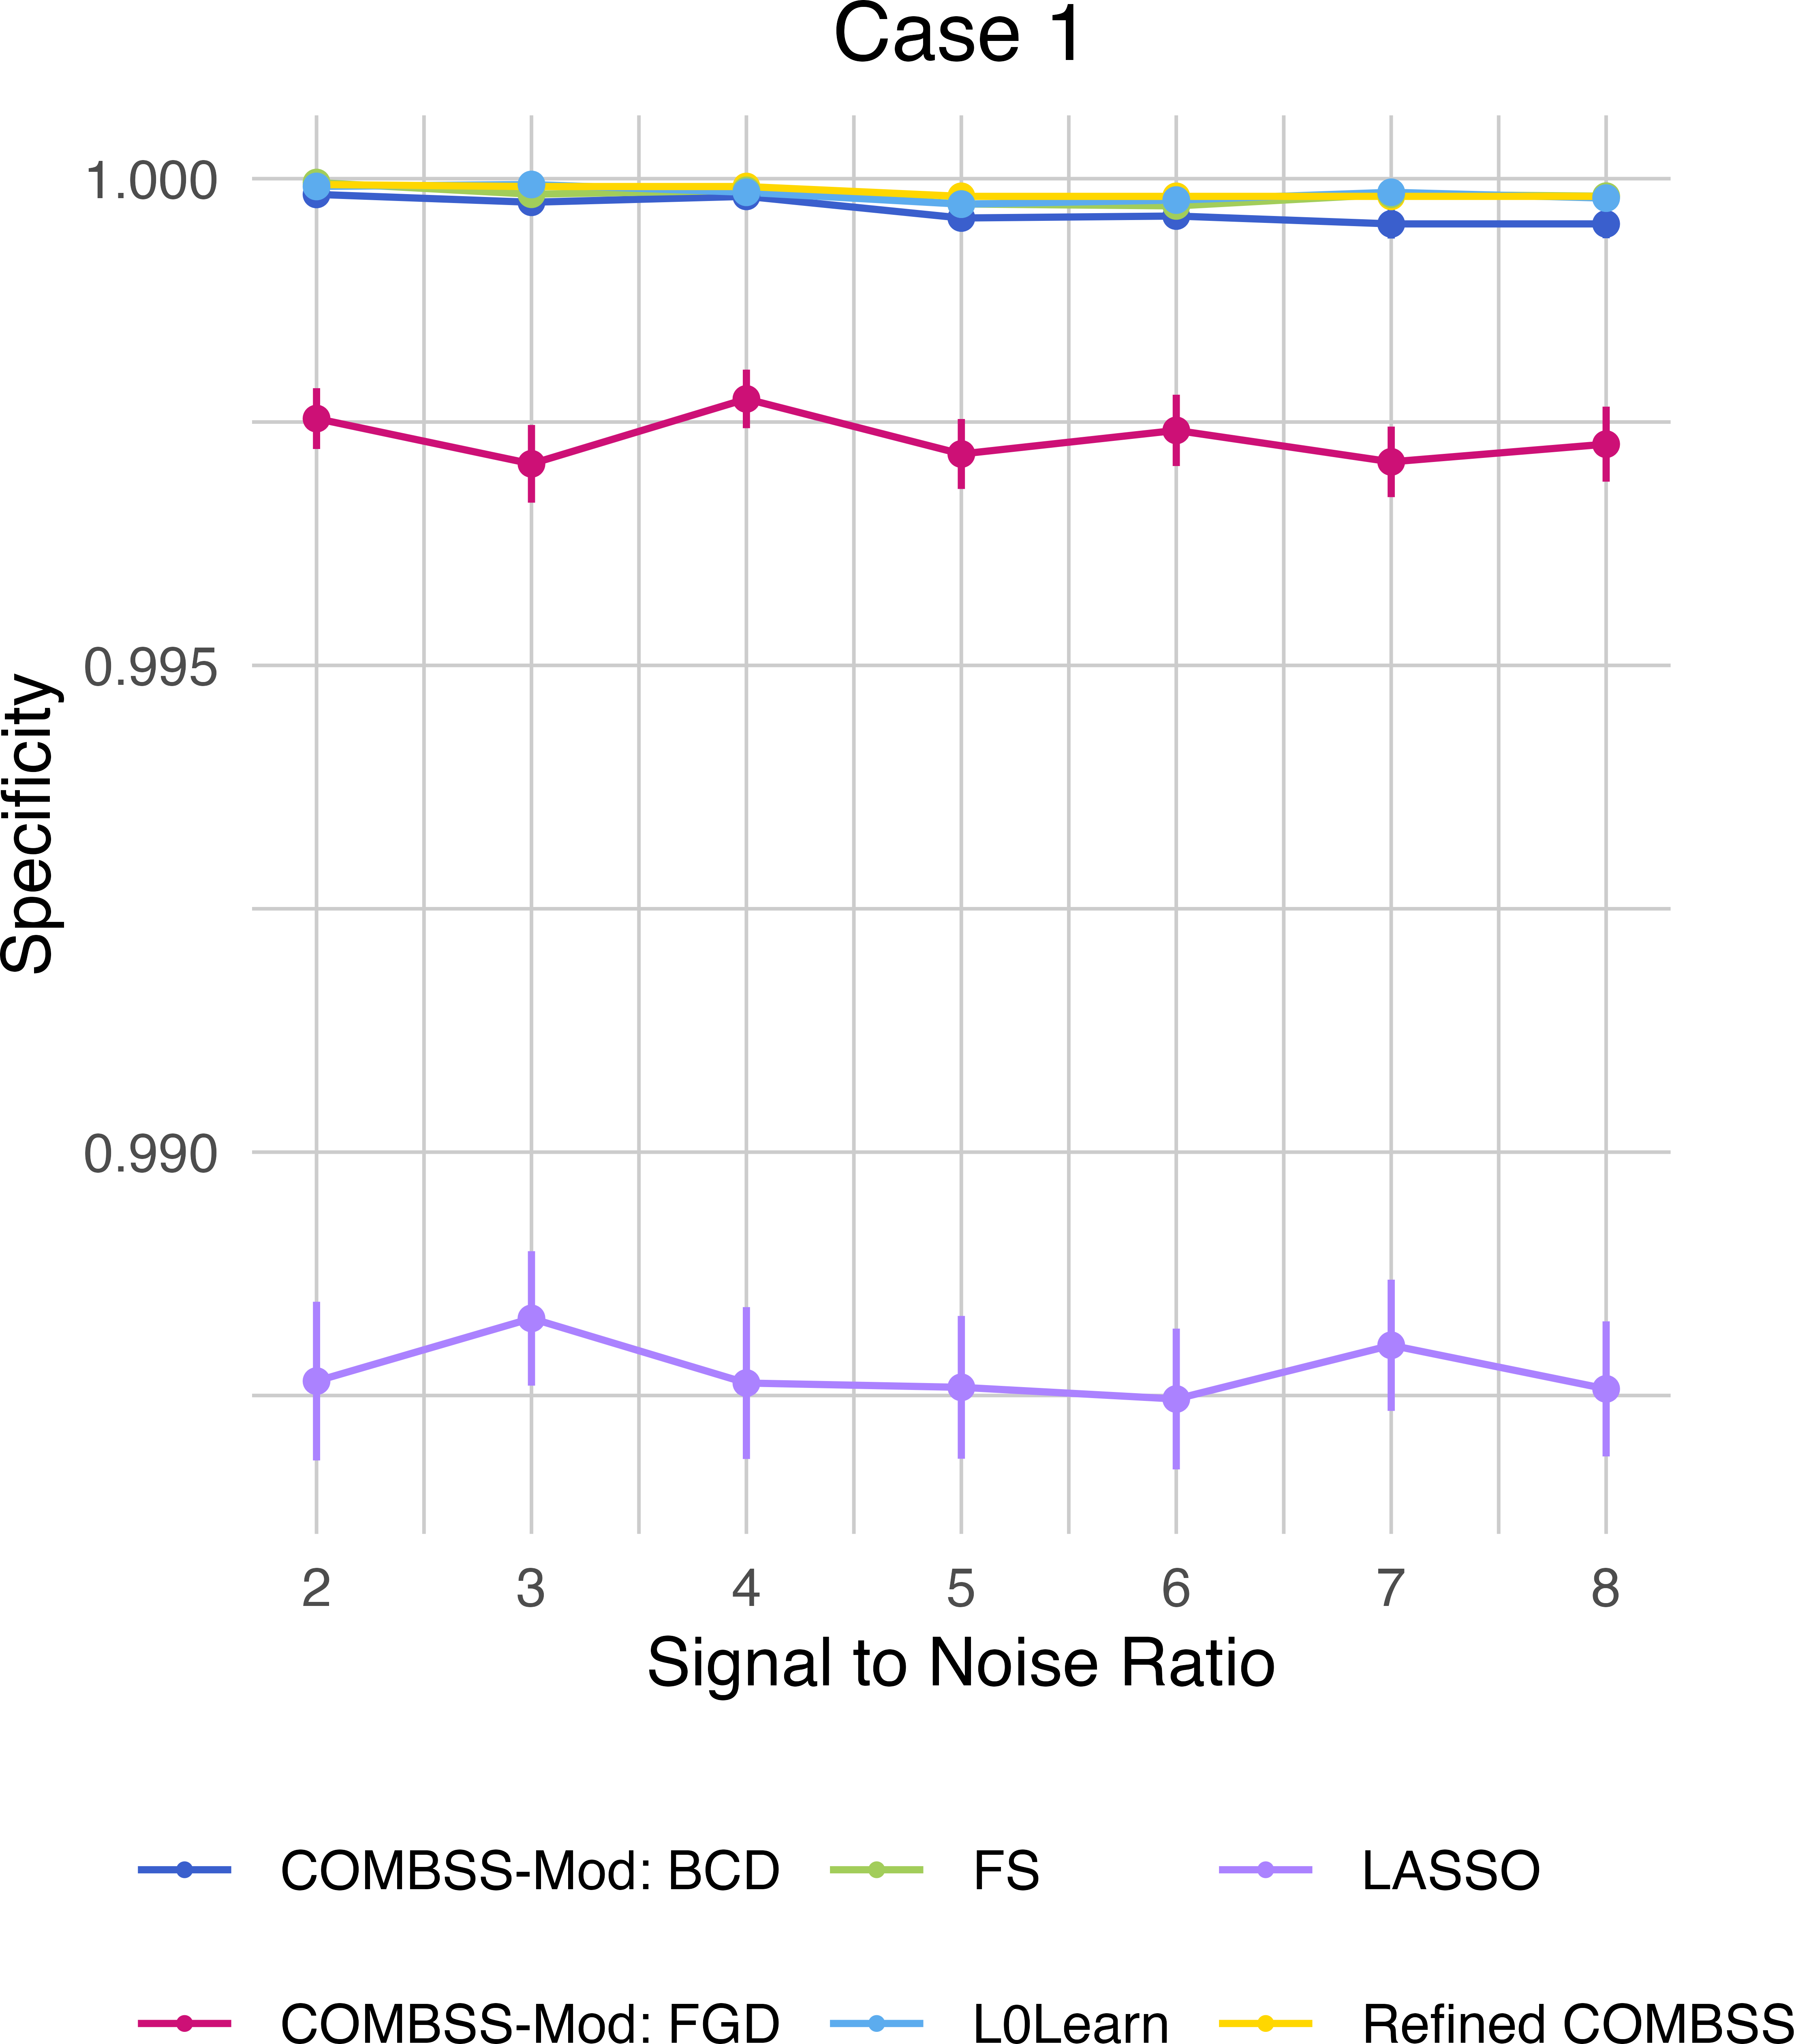 Case 1
1.000
0.995
0.990
Specificity
2 3 4 5 6 7 8
Signal to Noise Ratio
COMBSS-Mod: BCD FS LASSO
COMBSS-Mod: FGD L0Learn Refined COMBSS